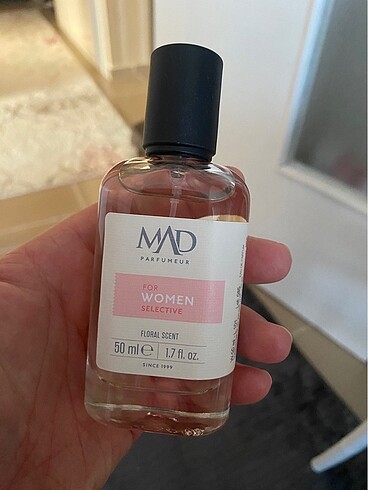 MAD
PARFUMEUR
FOR
WOMEN
SELECTIVE
FLORAL SCENT
50 ml ℮ 1.7 fl. oz.
SINCE 1999